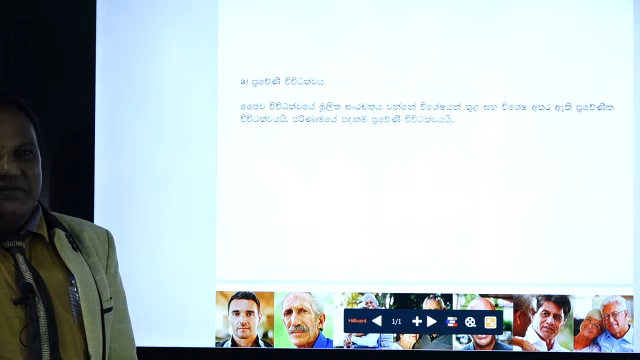 a) ප්‍රවේණි විවිධත්වය
ජෛව විවිධත්වයේ මූලික සංරචකය වන්නේ විශේෂයන් තුළ සහ විශේෂ අතර ඇති ප්‍රවේණික
විවිධත්වයයි. පරිණාමයේ පදනම ප්‍රවේණි විවිධත්වයයි.
HiBoard 1/1